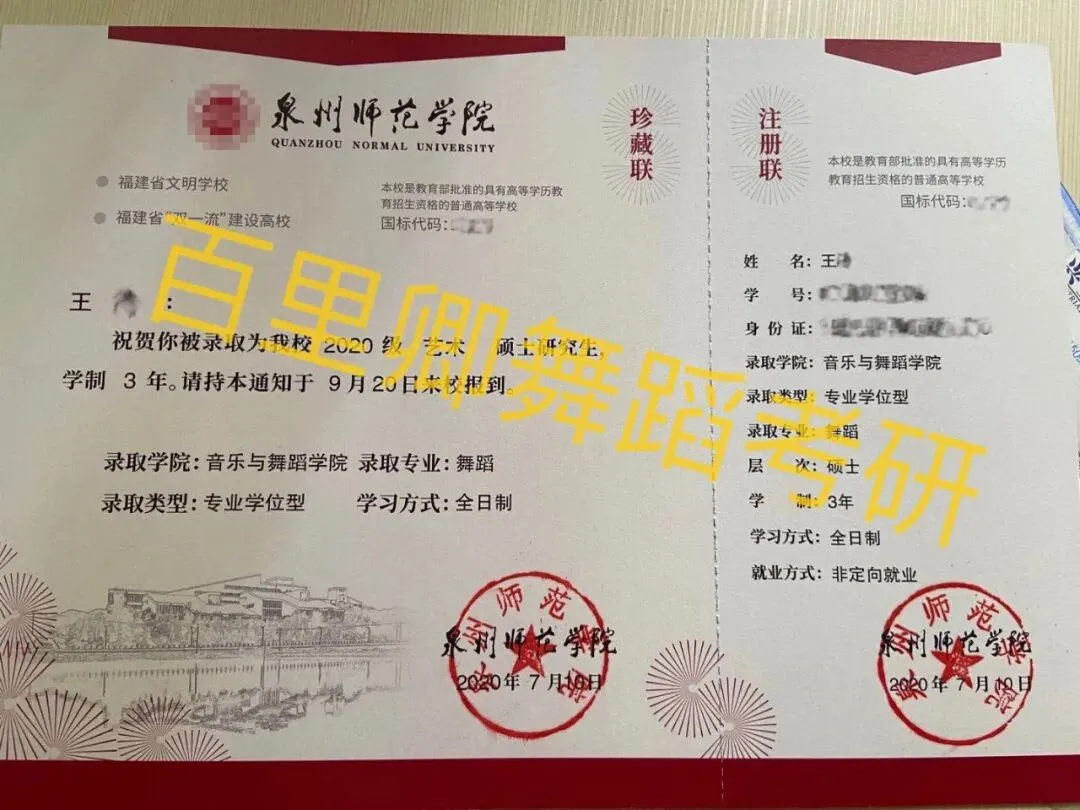 泉州师范学院
QUANZHOU NORMAL UNIVERSITY
福建省文明学校
福建省“双一流”建设高校
本校是教育部批准的具有高等学历教
育招生资格的普通高等学校
国标代码:
珍藏联
王 :
祝贺你被录取为我校 2020 级 艺术 硕士研究生,
学制 3 年。请持本通知于 9 月 20 日来校报到。
录取学院: 音乐与舞蹈学院 录取专业: 舞蹈
录取类型: 专业学位型 学习方式: 全日制
泉州师范学院
泉州师范学院
2020年 7 月 10日
注册联
本校是教育部批准的具有高等学历
教育招生资格的普通高等学校
国标代码:
姓 名: 王
学 号:
身 份 证:
录取学院: 音乐与舞蹈学院
录取类型: 专业学位型
录取专业: 舞蹈
层 次: 硕士
学 制: 3年
学习方式: 全日制
就业方式: 非定向就业
泉州师范学院
泉州师范学院
2020年 7 月 10日
百里卿舞蹈考研